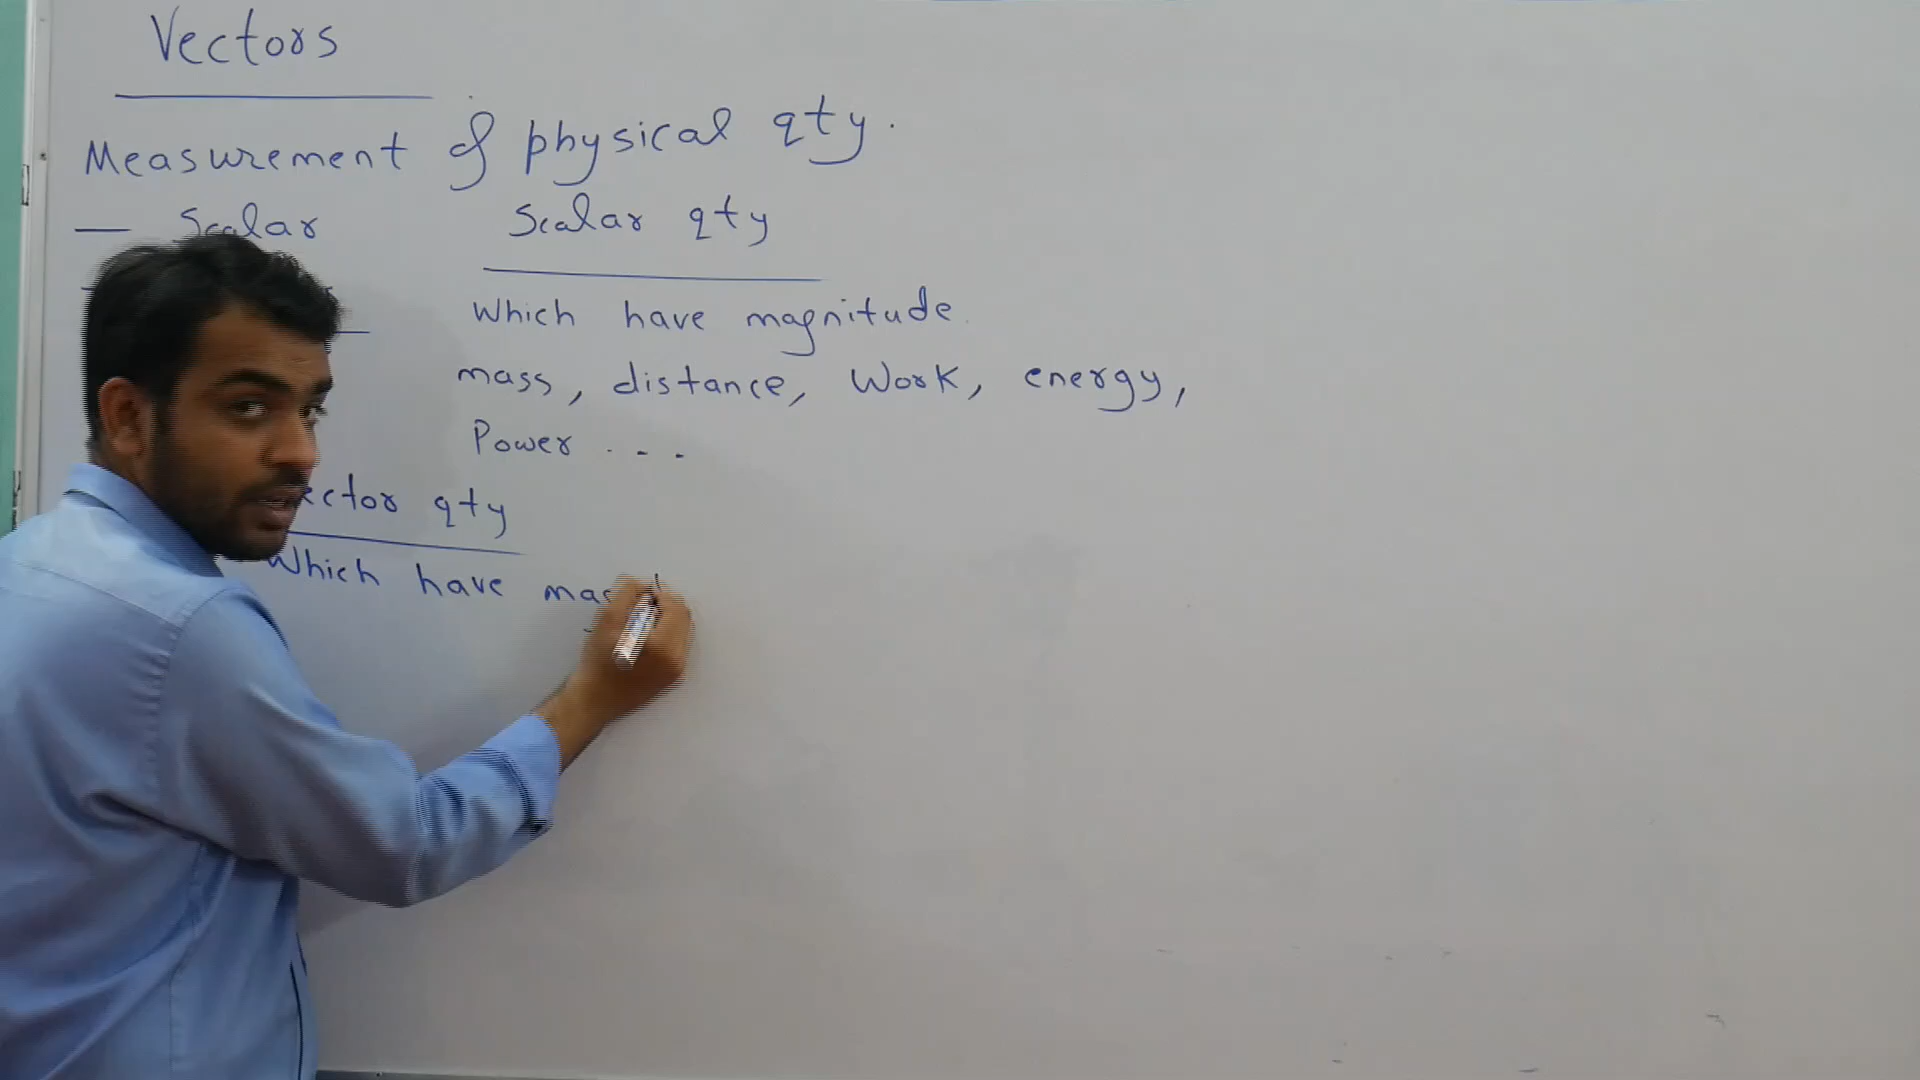 Vectors
Measurement of physical qty.
— Scalar
Scalar qty
Which have magnitude.
mass, distance, Work, energy,
Power ...
qty
Which have